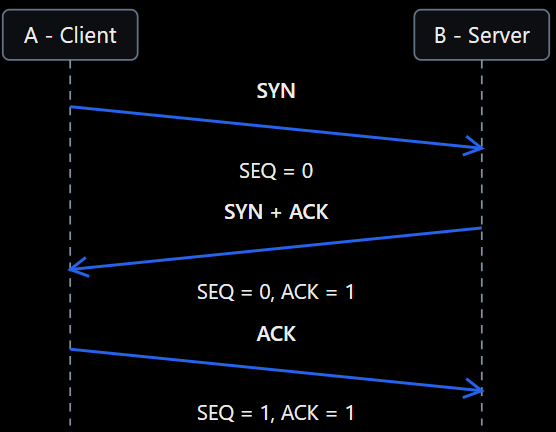 A - Client
B - Server
SYN
SEQ = 0
SYN + ACK
SEQ = 0, ACK = 1
ACK
SEQ = 1, ACK = 1